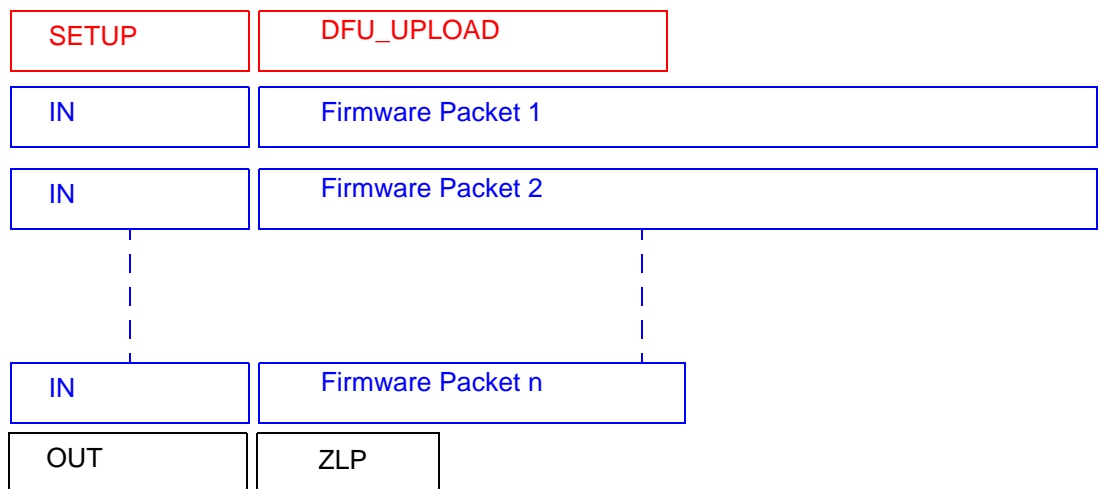 SETUP DFU_UPLOAD
IN Firmware Packet 1
IN Firmware Packet 2
IN Firmware Packet n
OUT ZLP